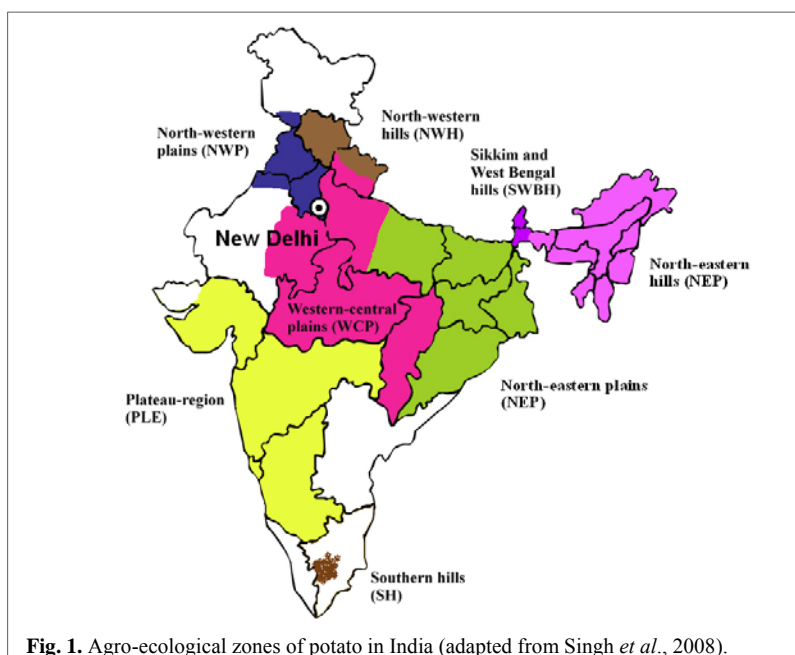 North-western
hills (NWH)
North-western
plains (NWP)
Sikkim and
West Bengal
hills (SWBH)
New Delhi
North-eastern
hills (NEP)
Western-central
plains (WCP)
North-eastern plains
(NEP)
Plateau-region
(PLE)
Southern hills
(SH)
Fig. 1. Agro-ecological zones of potato in India (adapted from Singh et al., 2008).